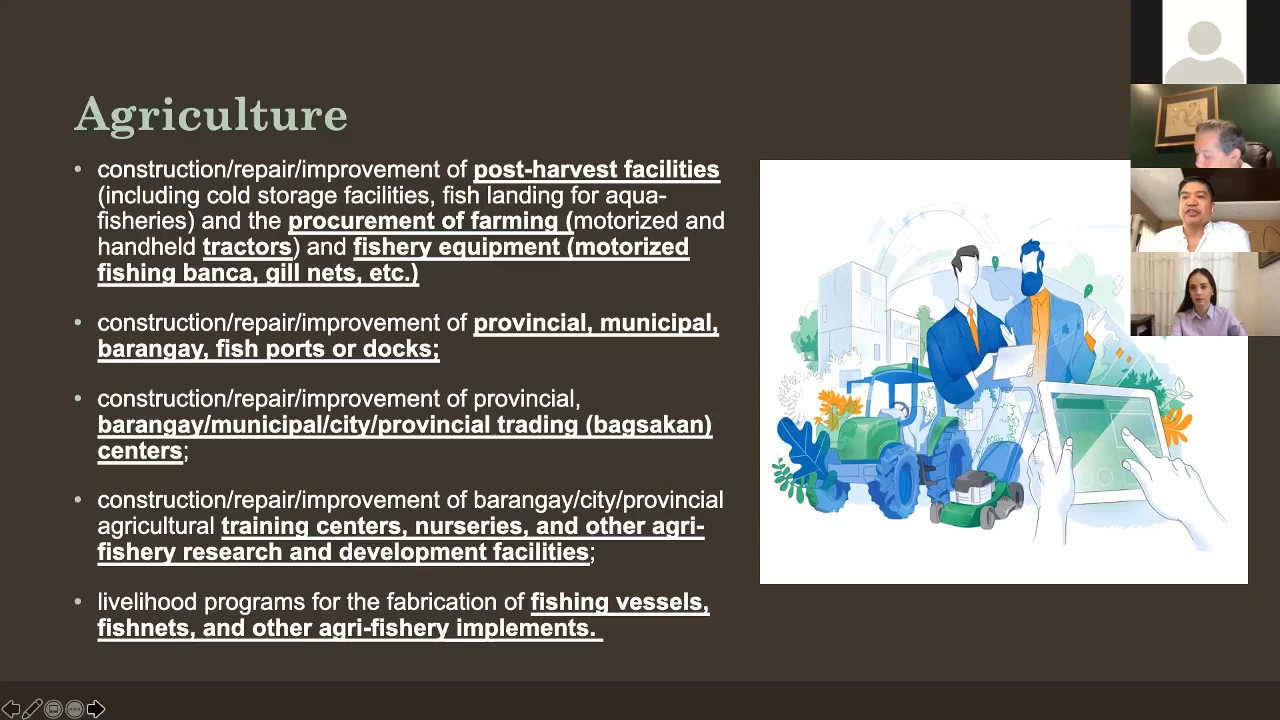 Agriculture
• construction/repair/improvement of post-harvest facilities
(including cold storage facilities, fish landing for aqua-
fisheries) and the procurement of farming (motorized and
handheld tractors) and fishery equipment (motorized
fishing banca, gill nets, etc.)
• construction/repair/improvement of provincial, municipal,
barangay, fish ports or docks;
• construction/repair/improvement of provincial,
barangay/municipal/city/provincial trading (bagsakan)
centers;
• construction/repair/improvement of barangay/city/provincial
agricultural training centers, nurseries, and other agri-
fishery research and development facilities;
• livelihood programs for the fabrication of fishing vessels,
fishnets, and other agri-fishery implements.